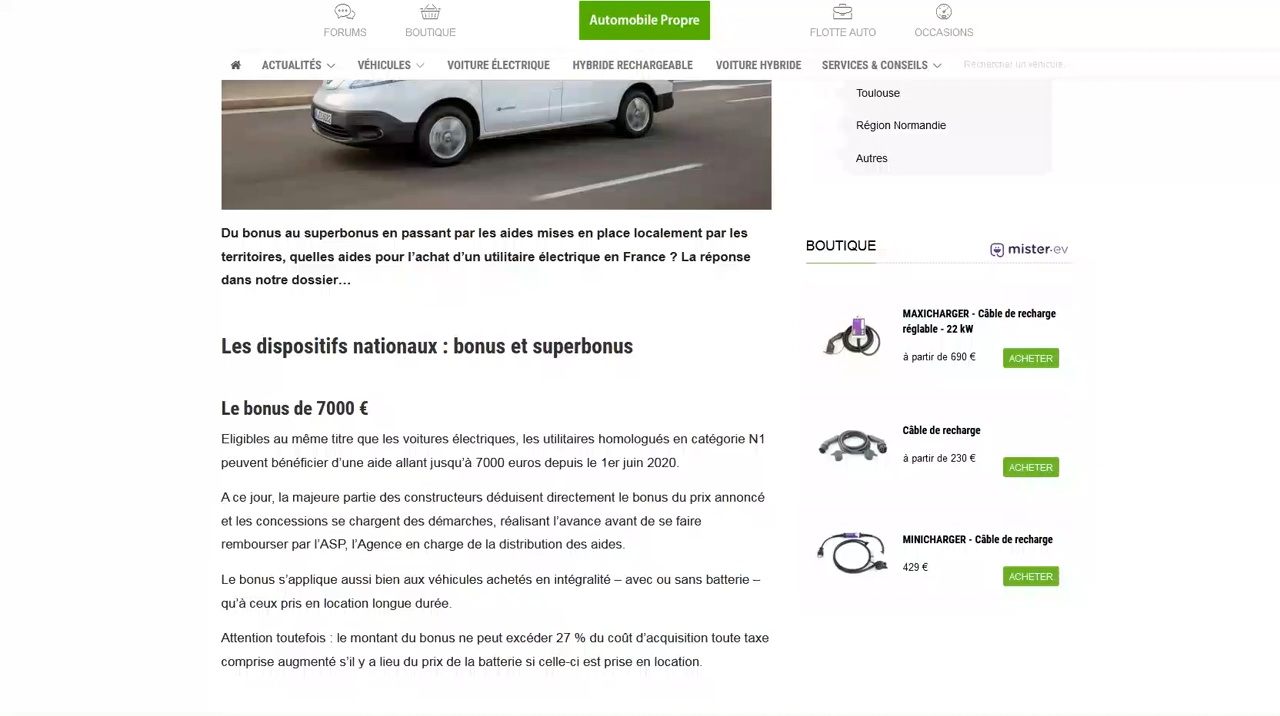 FORUMS
BOUTIQUE
Automobile Propre
FLOTTE AUTO
OCCASIONS
ACTUALITÉS
VÉHICULES
VOITURE ÉLECTRIQUE
HYBRIDE RECHARGEABLE
VOITURE HYBRIDE
SERVICES & CONSEILS
Rechercher un véhicule...
Toulouse
Région Normandie
Autres
Du bonus au superbonus en passant par les aides mises en place localement par les
territoires, quelles aides pour l’achat d’un utilitaire électrique en France ? La réponse
dans notre dossier…
Les dispositifs nationaux : bonus et superbonus
Le bonus de 7000 €
Eligibles au même titre que les voitures électriques, les utilitaires homologués en catégorie N1
peuvent bénéficier d’une aide allant jusqu’à 7000 euros depuis le 1er juin 2020.
A ce jour, la majeure partie des constructeurs déduisent directement le bonus du prix annoncé
et les concessions se chargent des démarches, réalisant l’avance avant de se faire
rembourser par l’ASP, l’Agence en charge de la distribution des aides.
Le bonus s’applique aussi bien aux véhicules achetés en intégralité – avec ou sans batterie –
qu’à ceux pris en location longue durée.
Attention toutefois : le montant du bonus ne peut excéder 27 % du coût d’acquisition toute taxe
comprise augmenté s’il y a lieu du prix de la batterie si celle-ci est prise en location.
BOUTIQUE
mister-ev
MAXICHARGER - Câble de recharge
réglable - 22 kW
à partir de 690 €
ACHETER
Câble de recharge
à partir de 230 €
ACHETER
MINICHARGER - Câble de recharge
429 €
ACHETER